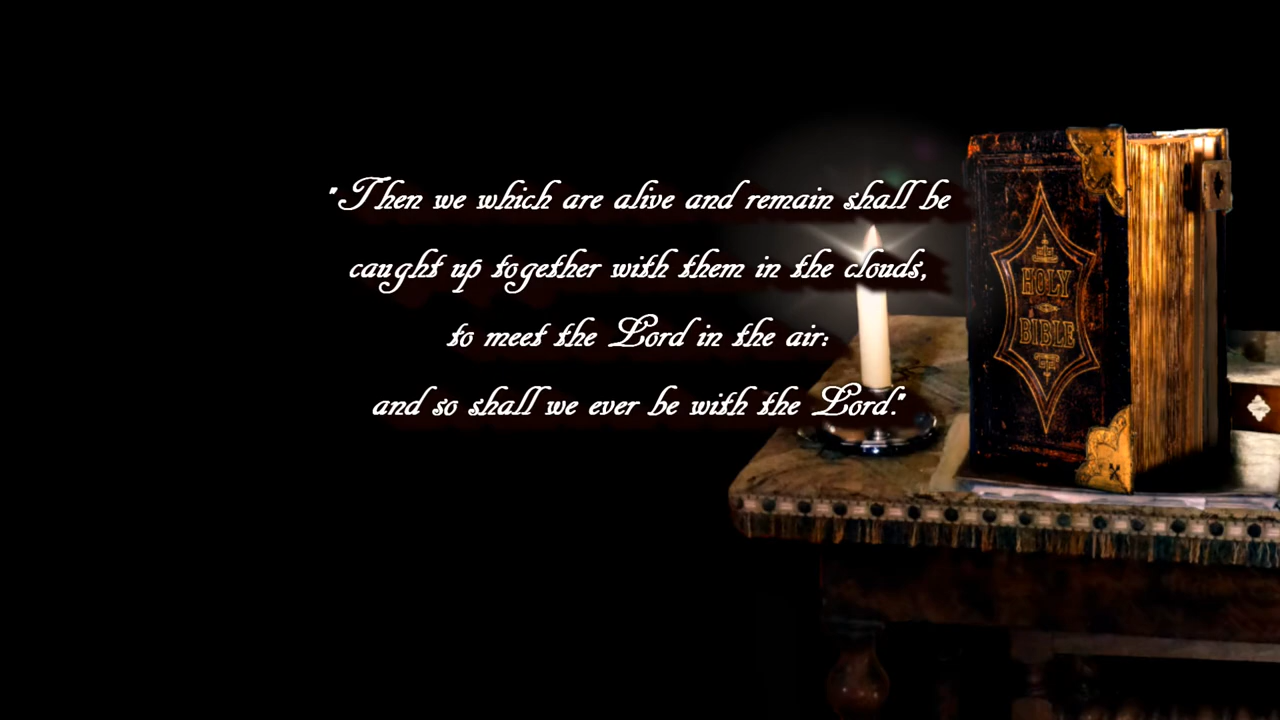 "Then we which are alive and remain shall be
caught up together with them in the clouds,
to meet the Lord in the air:
and so shall we ever be with the Lord."
HOLY
BIBLE